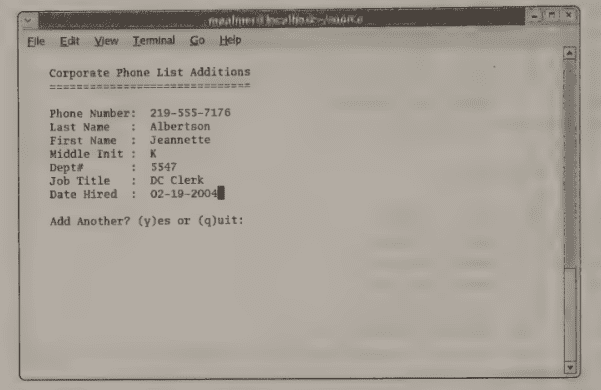 File Edit View Terminal Go Help
Corporate Phone List Additions
==============================
Phone Number: 219-555-7176
Last Name : Albertson
First Name : Jeannette
Middle Init : K
Dept# : 5547
Job Title : DC Clerk
Date Hired : 02-19-2004
Add Another? (y)es or (q)uit: